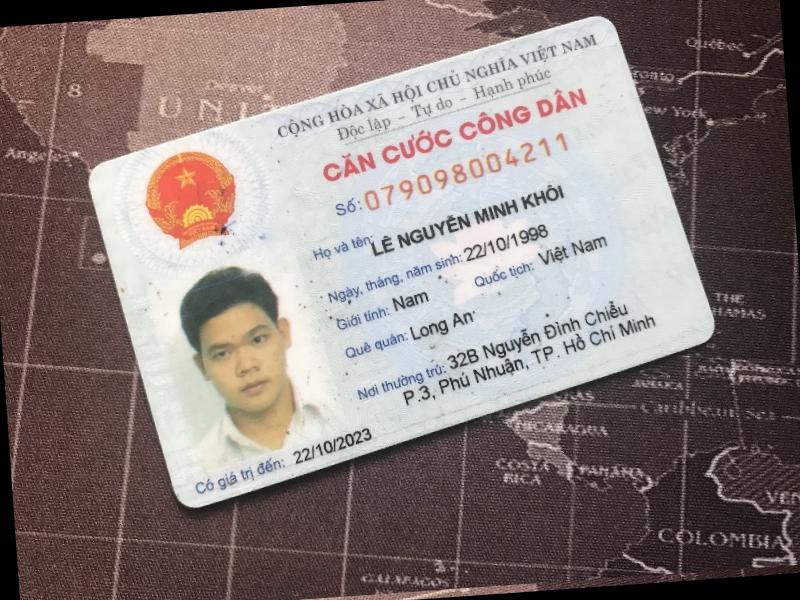 CỘNG HÒA XÃ HỘI CHỦ NGHĨA VIỆT NAM
Độc lập - Tự do - Hạnh phúc
CĂN CƯỚC CÔNG DÂN
Số: 079098004211
Họ và tên: LÊ NGUYỄN MINH KHÔI
Ngày, tháng, năm sinh: 22/10/1998
Giới tính: Nam Quốc tịch: Việt Nam
Quê quán: Long An
Nơi thường trú: 32B Nguyễn Đình Chiểu
P.3, Phú Nhuận, TP. Hồ Chí Minh
Có giá trị đến: 22/10/2023
8
UNI
Angeles
Québec
Toronto
New York
THE
BAHAMAS
JAMAICA
Caribbean Sea
NICARAGUA
COSTA
RICA
PANAMA
VEN
COLOMBIA
GALAPAGOS